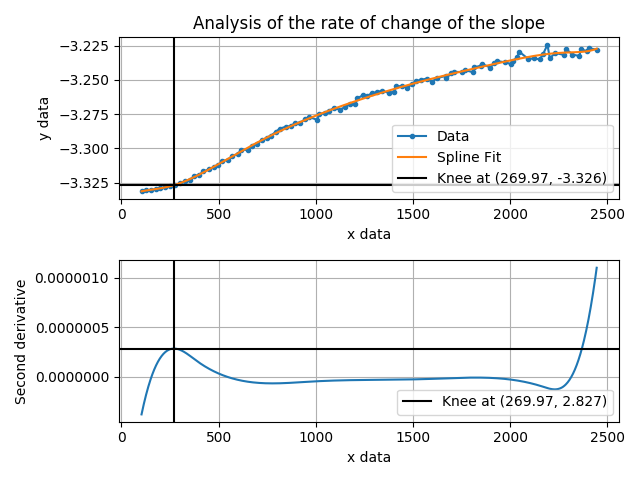 Analysis of the rate of change of the slope
−3.225
−3.250
−3.275
−3.300
−3.325
y data
Data
Spline Fit
Knee at (269.97, -3.326)
0 500 1000 1500 2000 2500
x data
0.0000010
0.0000005
0.0000000
Second derivative
Knee at (269.97, 2.827)
0 500 1000 1500 2000 2500
x data